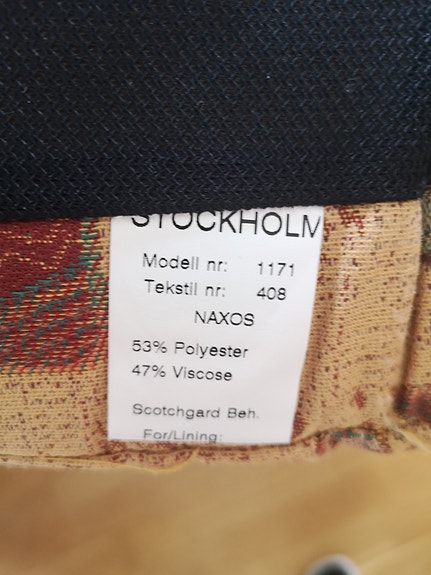 STOCKHOLM
Modell nr: 1171
Tekstil nr: 408
NAXOS
53% Polyester
47% Viscose
Scotchgard Beh.
For/Lining: